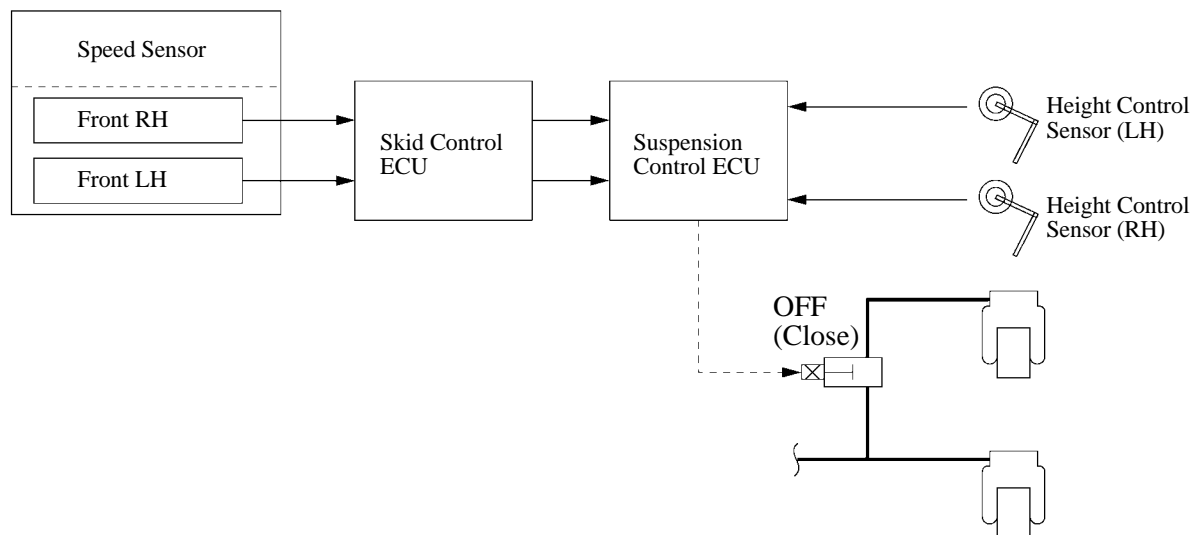 Speed Sensor
Front RH
Front LH
Skid Control
ECU
Suspension
Control ECU
Height Control
Sensor (LH)
Height Control
Sensor (RH)
OFF
(Close)